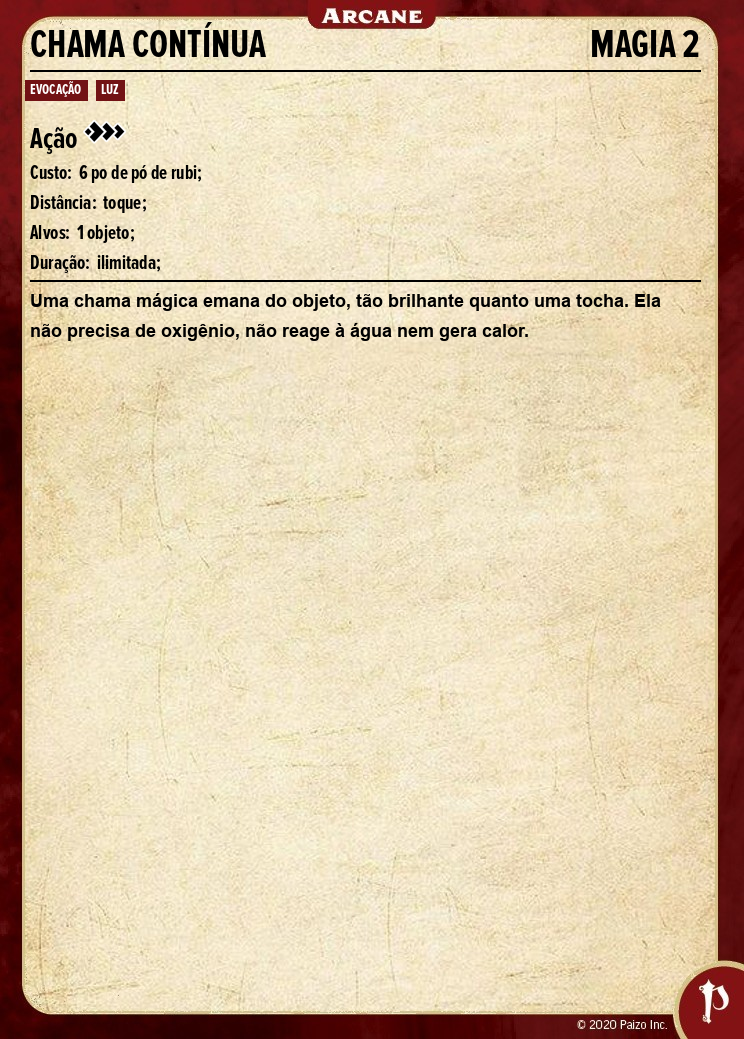 ARCANE
CHAMA CONTÍNUA MAGIA 2
EVOCAÇÃO LUZ
Ação
Custo: 6 po de pó de rubi;
Distância: toque;
Alvos: 1 objeto;
Duração: ilimitada;
Uma chama mágica emana do objeto, tão brilhante quanto uma tocha. Ela
não precisa de oxigênio, não reage à água nem gera calor.
© 2020 Paizo Inc.